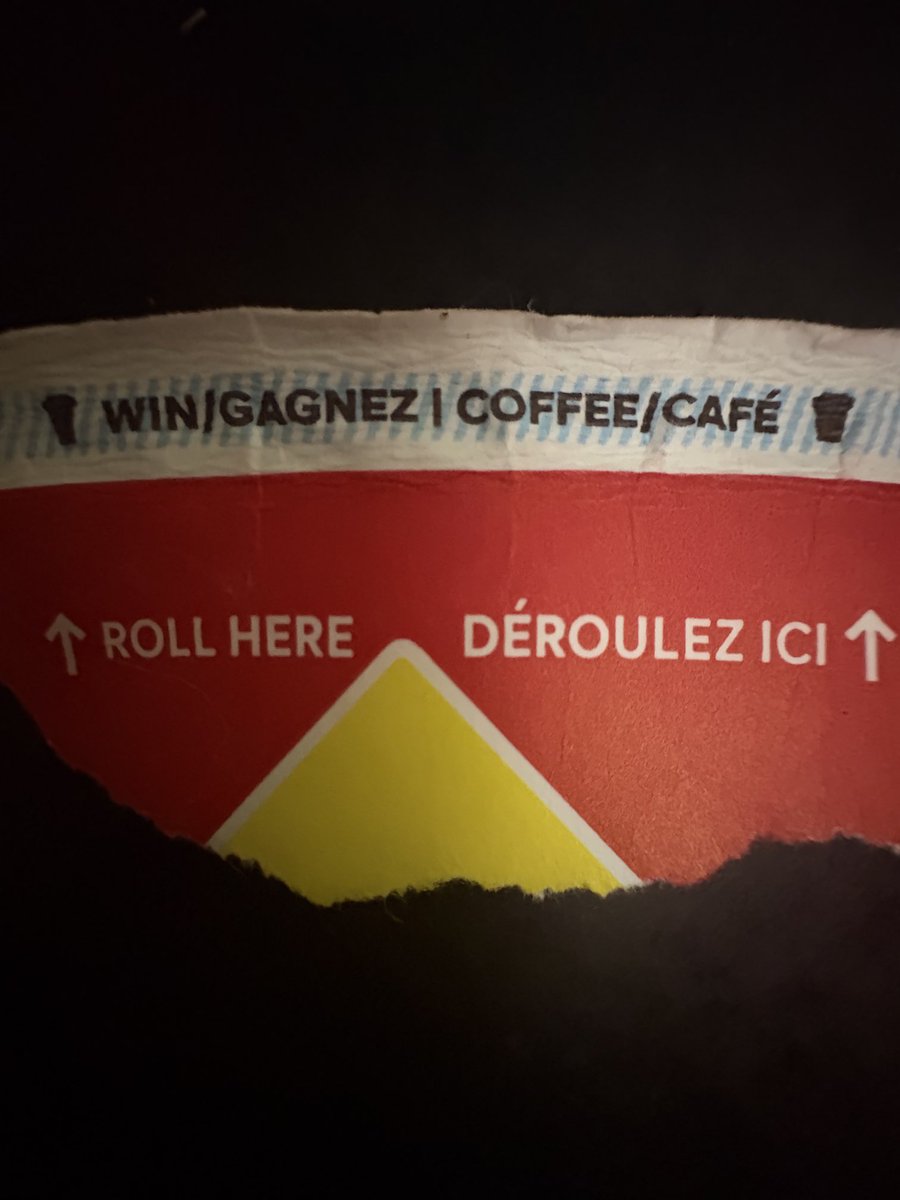 WIN/GAGNEZ | COFFEE/CAFÉ
↑ ROLL HERE DÉROULEZ ICI ↑